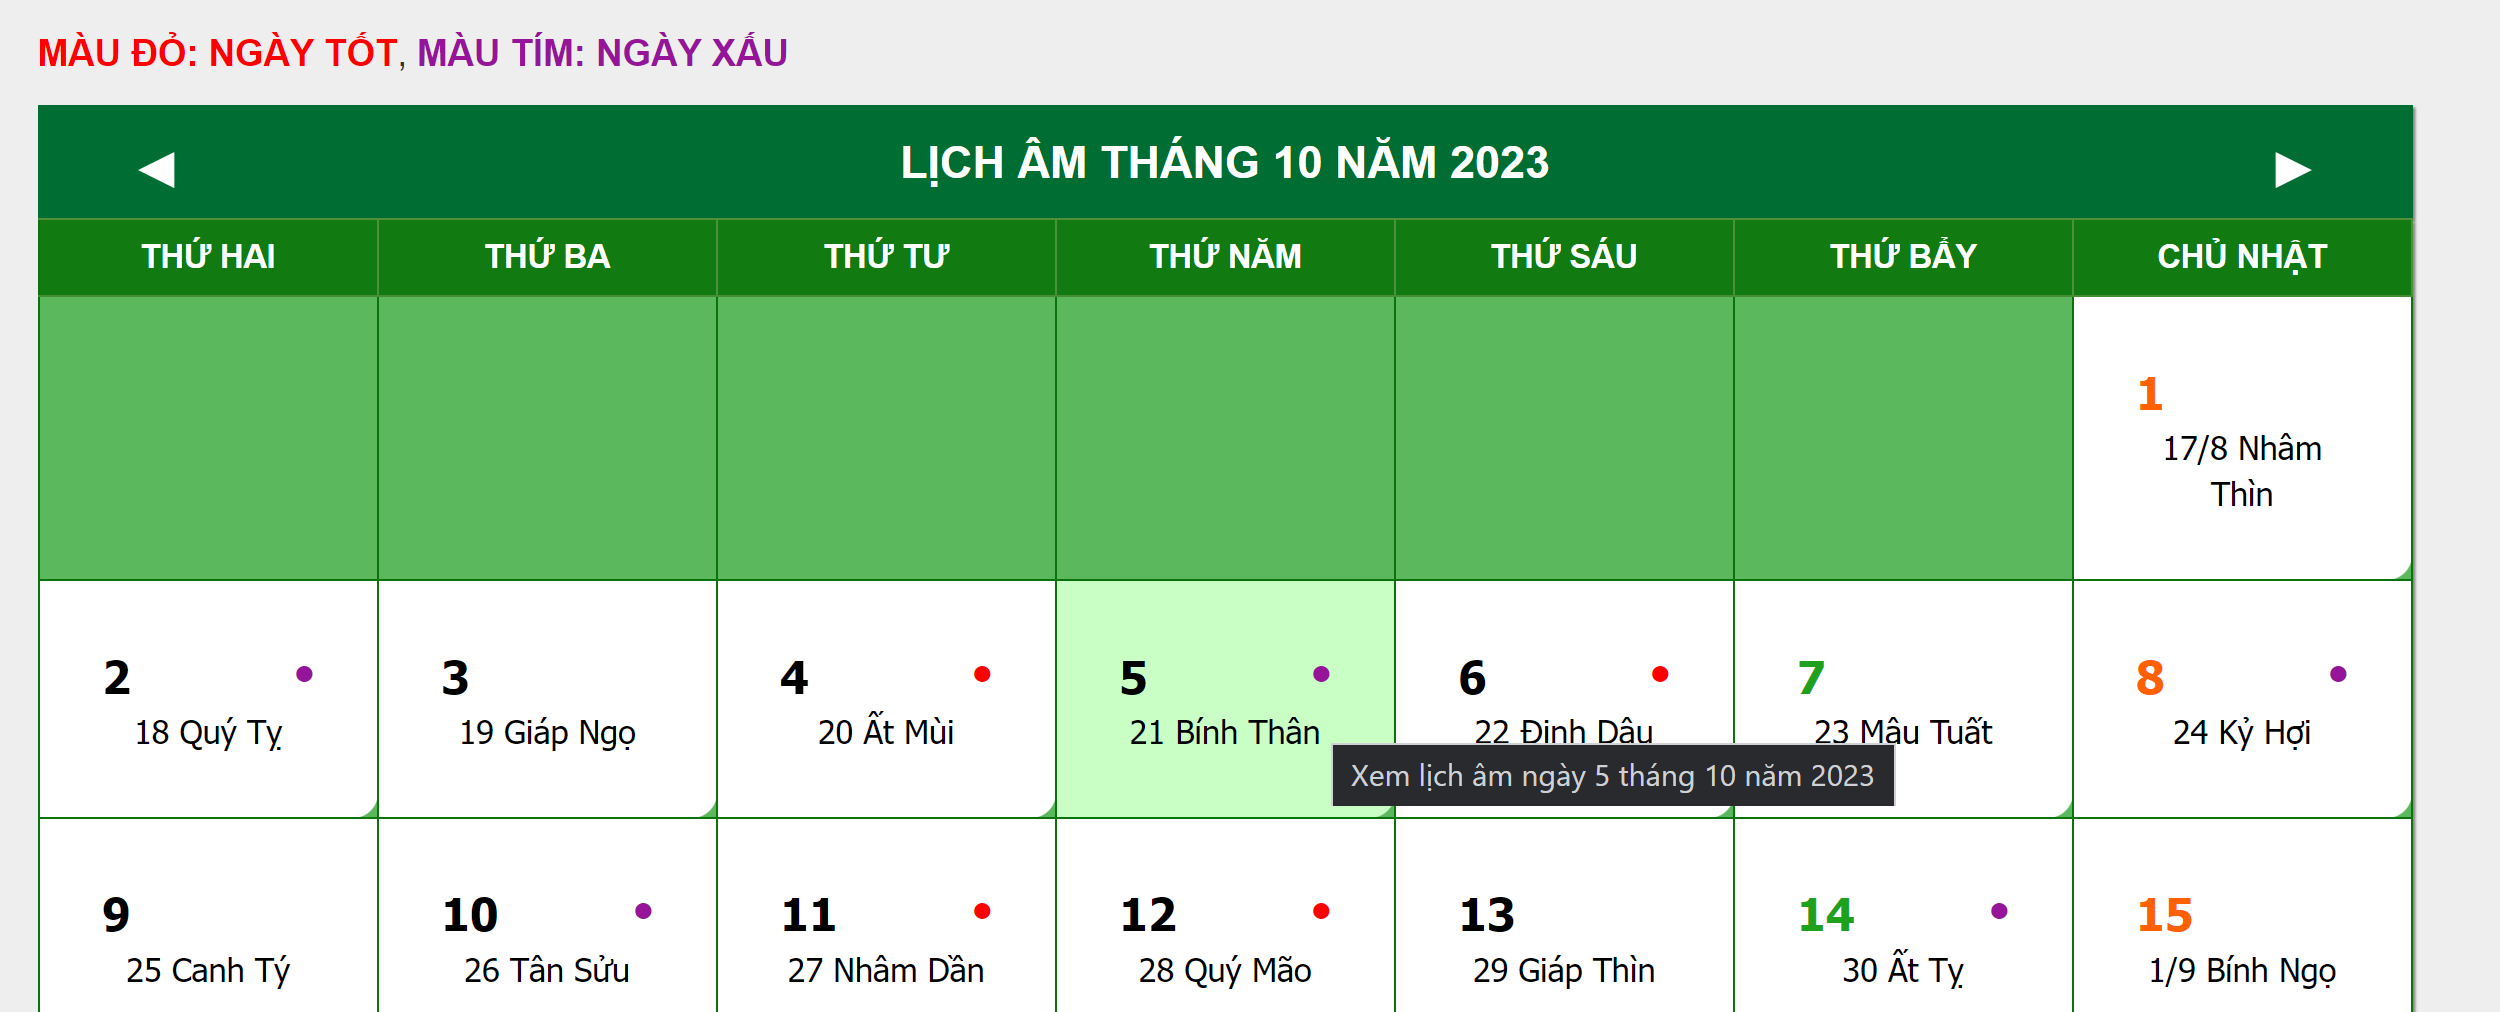 MÀU ĐỎ: NGÀY TỐT, MÀU TÍM: NGÀY XẤU
◀ LỊCH ÂM THÁNG 10 NĂM 2023 ▶
THỨ HAI THỨ BA THỨ TƯ THỨ NĂM THỨ SÁU THỨ BẨY CHỦ NHẬT
1
17/8 Nhâm
Thìn
2 3 4 5 6 7 8
18 Quý Tỵ 19 Giáp Ngọ 20 Ất Mùi 21 Bính Thân 22 Đinh Dậu 23 Mậu Tuất 24 Kỷ Hợi
Xem lịch âm ngày 5 tháng 10 năm 2023
9 10 11 12 13 14 15
25 Canh Tý 26 Tân Sửu 27 Nhâm Dần 28 Quý Mão 29 Giáp Thìn 30 Ất Tỵ 1/9 Bính Ngọ